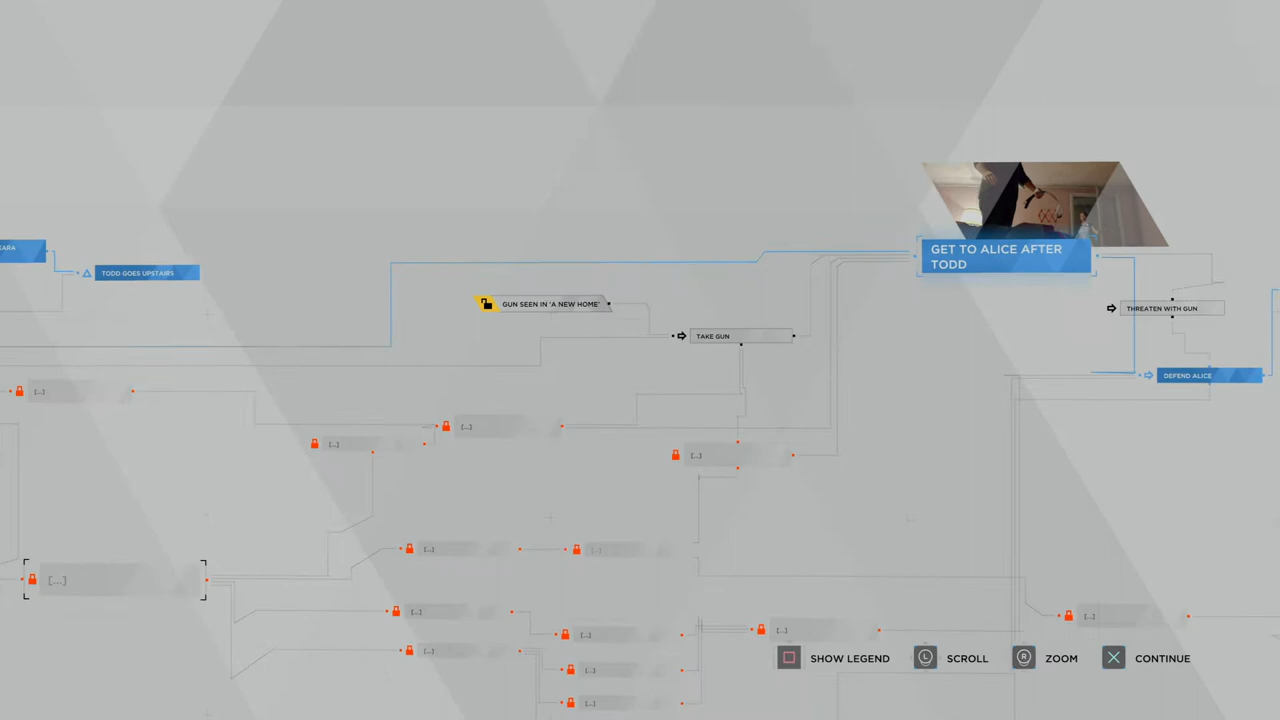 KARA
TODD GOES UPSTAIRS
GET TO ALICE AFTER
TODD
GUN SEEN IN 'A NEW HOME'
THREATEN WITH GUN
TAKE GUN
DEFEND ALICE
[...]
[...]
[...]
[...]
[...]
[...]
[...]
[...]
[...]
[...]
[...]
[...]
[...]
[...]
SHOW LEGEND
L
SCROLL
R
ZOOM
CONTINUE